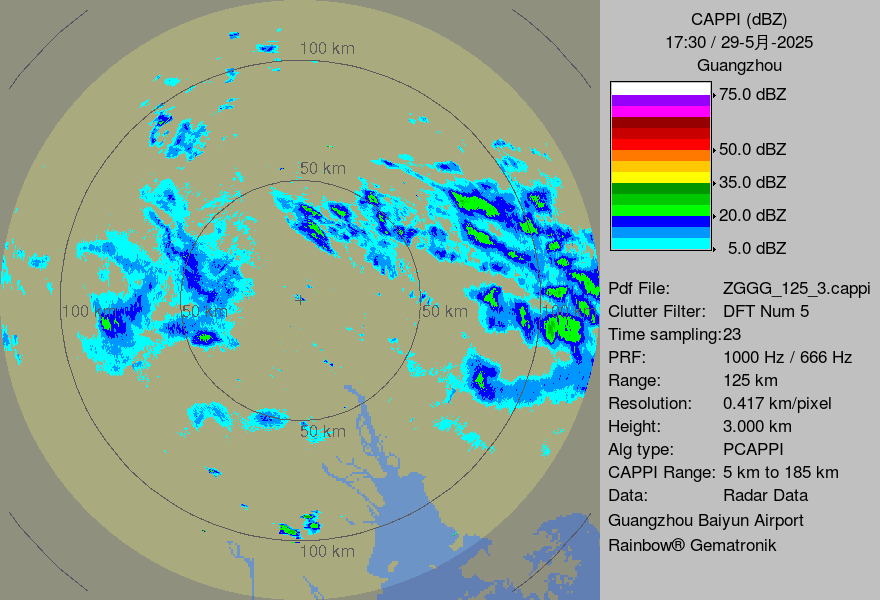 CAPPI (dBZ)
17:30 / 29-5月-2025
Guangzhou
75.0 dBZ
50.0 dBZ
35.0 dBZ
20.0 dBZ
5.0 dBZ
Pdf File: ZGGG_125_3.cappi
Clutter Filter: DFT Num 5
Time sampling:23
PRF: 1000 Hz / 666 Hz
Range: 125 km
Resolution: 0.417 km/pixel
Height: 3.000 km
Alg type: PCAPPI
CAPPI Range: 5 km to 185 km
Data: Radar Data
Guangzhou Baiyun Airport
Rainbow® Gematronik
100 km
50 km
100 km 50 km 50 km 100 km
50 km
100 km